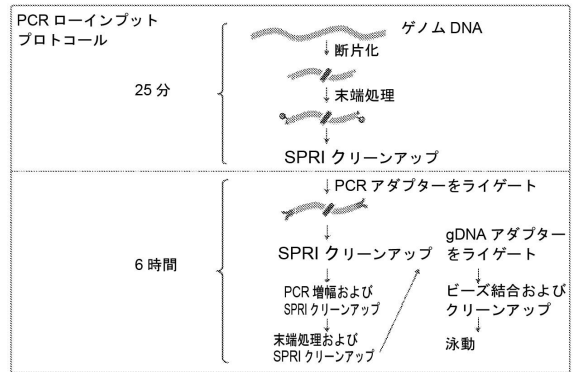 PCR ローインプット
プロトコール
ゲノム DNA
断片化
25 分
末端処理
SPRI クリーンアップ
PCR アダプターをライゲート
SPRI クリーンアップ
6 時間
PCR 増幅および
SPRI クリーンアップ
末端処理および
SPRI クリーンアップ
gDNA アダプター
をライゲート
ビーズ結合および
クリーンアップ
泳動